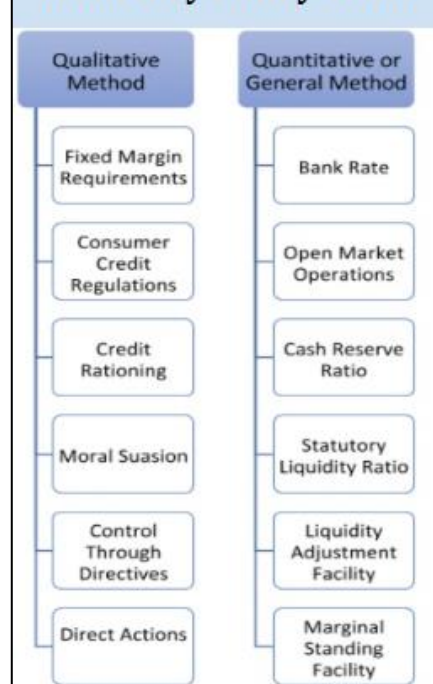 Qualitative
Method
Fixed Margin
Requirements
Consumer
Credit
Regulations
Credit
Rationing
Moral Suasion
Control
Through
Directives
Direct Actions
Quantitative or
General Method
Bank Rate
Open Market
Operations
Cash Reserve
Ratio
Statutory
Liquidity Ratio
Liquidity
Adjustment
Facility
Marginal
Standing
Facility